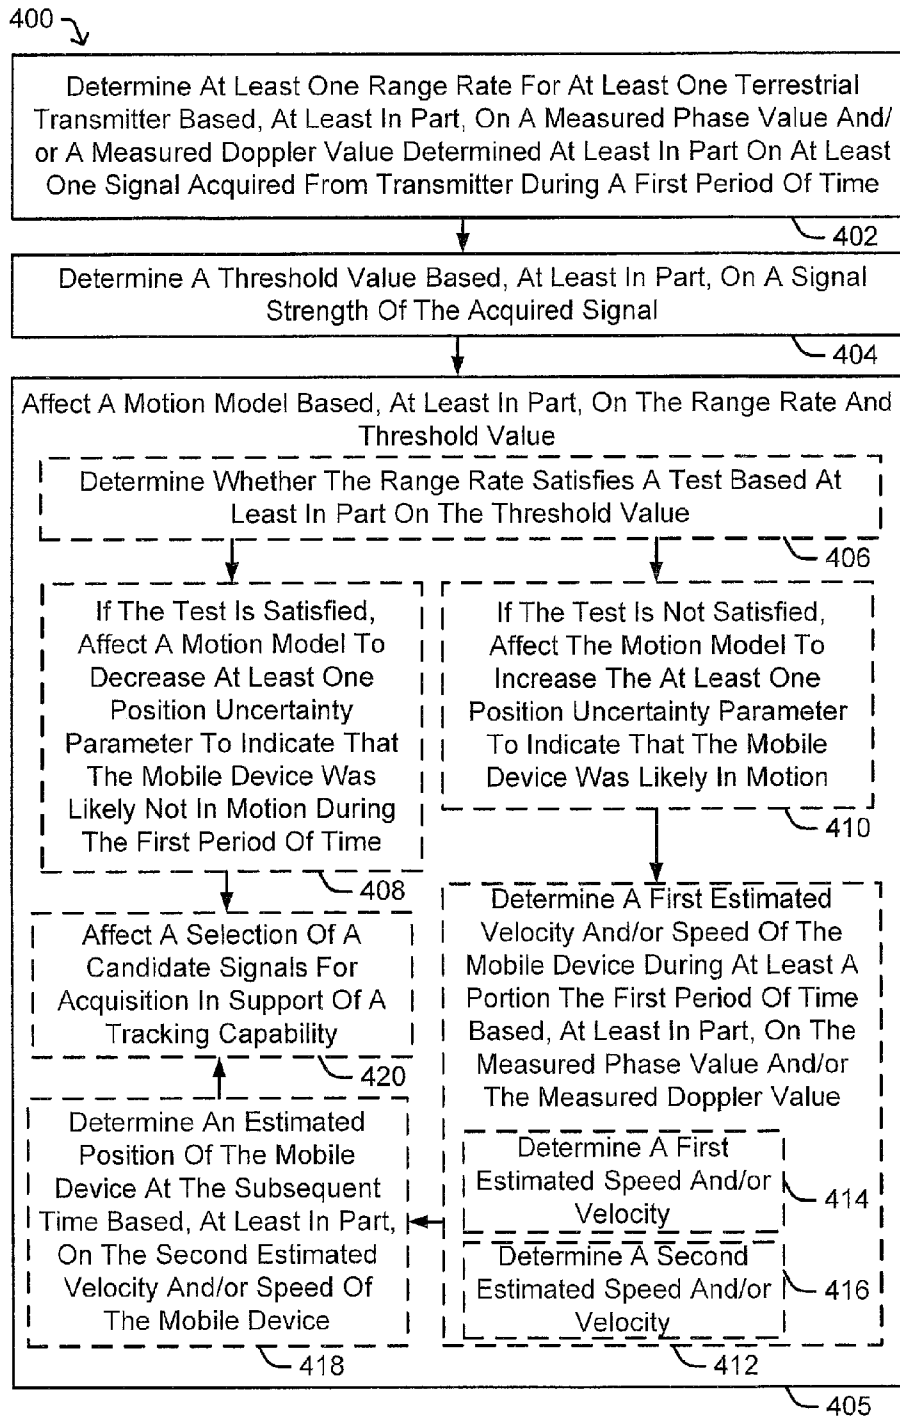 400
Determine At Least One Range Rate For At Least One Terrestrial
Transmitter Based, At Least In Part, On A Measured Phase Value And/
or A Measured Doppler Value Determined At Least In Part On At Least
One Signal Acquired From Transmitter During A First Period Of Time
402
Determine A Threshold Value Based, At Least In Part, On A Signal
Strength Of The Acquired Signal
404
Affect A Motion Model Based, At Least In Part, On The Range Rate And
Threshold Value
Determine Whether The Range Rate Satisfies A Test Based At
Least In Part On The Threshold Value
406
If The Test Is Satisfied,
Affect A Motion Model To
Decrease At Least One
Position Uncertainty
Parameter To Indicate That
The Mobile Device Was
Likely Not In Motion During
The First Period Of Time
408
If The Test Is Not Satisfied,
Affect The Motion Model To
Increase The At Least One
Position Uncertainty Parameter
To Indicate That The Mobile
Device Was Likely In Motion
410
Affect A Selection Of A
Candidate Signals For
Acquisition In Support Of A
Tracking Capability
420
Determine A First Estimated
Velocity And/or Speed Of The
Mobile Device During At Least A
Portion The First Period Of Time
Based, At Least In Part, On The
Measured Phase Value And/or
The Measured Doppler Value
Determine A First
Estimated Speed And/or
Velocity
414
Determine A Second
Estimated Speed And/or
Velocity
416
412
Determine An Estimated
Position Of The Mobile
Device At The Subsequent
Time Based, At Least In Part,
On The Second Estimated
Velocity And/or Speed Of
The Mobile Device
418
405